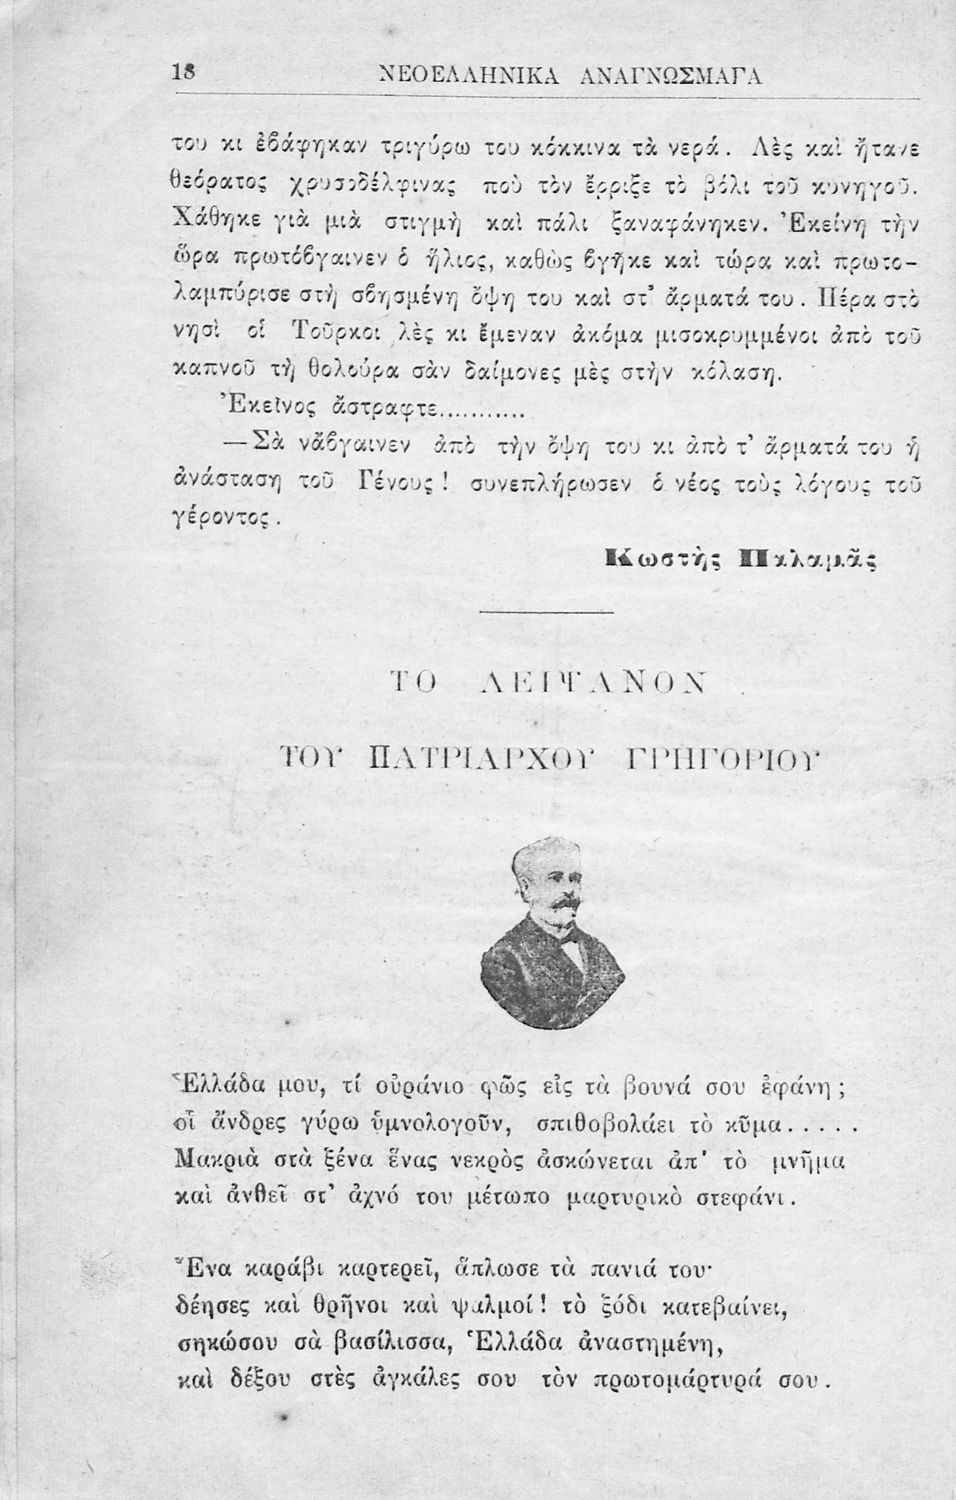 18 ΝΕΟΕΛΛΗΝΙΚΑ ΑΝΑΓΝΩΣΜΑΓΑ
του κι ἐβάφηκαν τριγύρω του κόκκινα τὰ νερά. Λὲς καὶ ἤτανε
θεόρατος χρυσοδέλφινας ποὺ τὸν ἔρριξε τὸ βόλι τοῦ κυνηγοῦ.
Χάθηκε γιὰ μιὰ στιγμὴ καὶ πάλι ξαναφάνηκεν. Ἐκείνη τὴν
ὥρα πρωτόβγαινεν ὁ ἥλιος, καθὼς βγῆκε καὶ τώρα καὶ πρωτο-
λαμπύρισε στὴ σβησμένη ὄψη του καὶ στ' ἄρματά του. Πέρα στὸ
νησὶ οἱ Τοῦρκοι λὲς κι ἔμεναν ἀκόμα μισοκρυμμένοι ἀπὸ τοῦ
καπνοῦ τὴ θολούρα σὰν δαίμονες μὲς στὴν κόλαση.
Ἐκεῖνος ἄστραφτε...........
—Σὰ νἄβγαινεν ἀπὸ τὴν ὄψη του κι ἀπὸ τ' ἄρματά του ἡ
ἀνάσταση τοῦ Γένους! συνεπλήρωσεν ὁ νέος τοὺς λόγους τοῦ
γέροντος.
Κωστὴς Παλαμᾶς
ΤΟ ΛΕΙΨΑΝΟΝ
ΤΟΥ ΠΑΤΡΙΑΡΧΟΥ ΓΡΗΓΟΡΙΟΥ
Ἑλλάδα μου, τί οὐράνιο φῶς εἰς τὰ βουνά σου ἐφάνη;
οἱ ἄνδρες γύρω ὑμνολογοῦν, σπιθοβολάει τὸ κῦμα.....
Μακριὰ στὰ ξένα ἕνας νεκρὸς ἀσκώνεται ἀπ' τὸ μνῆμα
καὶ ἀνθεῖ στ' ἀχνό του μέτωπο μαρτυρικὸ στεφάνι.
Ἕνα καράβι καρτερεῖ, ἅπλωσε τὰ πανιά του·
δέησες καὶ θρῆνοι καὶ ψαλμοί! τὸ ξόδι κατεβαίνει,
σηκώσου σὰ βασίλισσα, Ἑλλάδα ἀναστημένη,
καὶ δέξου στὲς ἀγκάλες σου τὸν πρωτομάρτυρά σου.